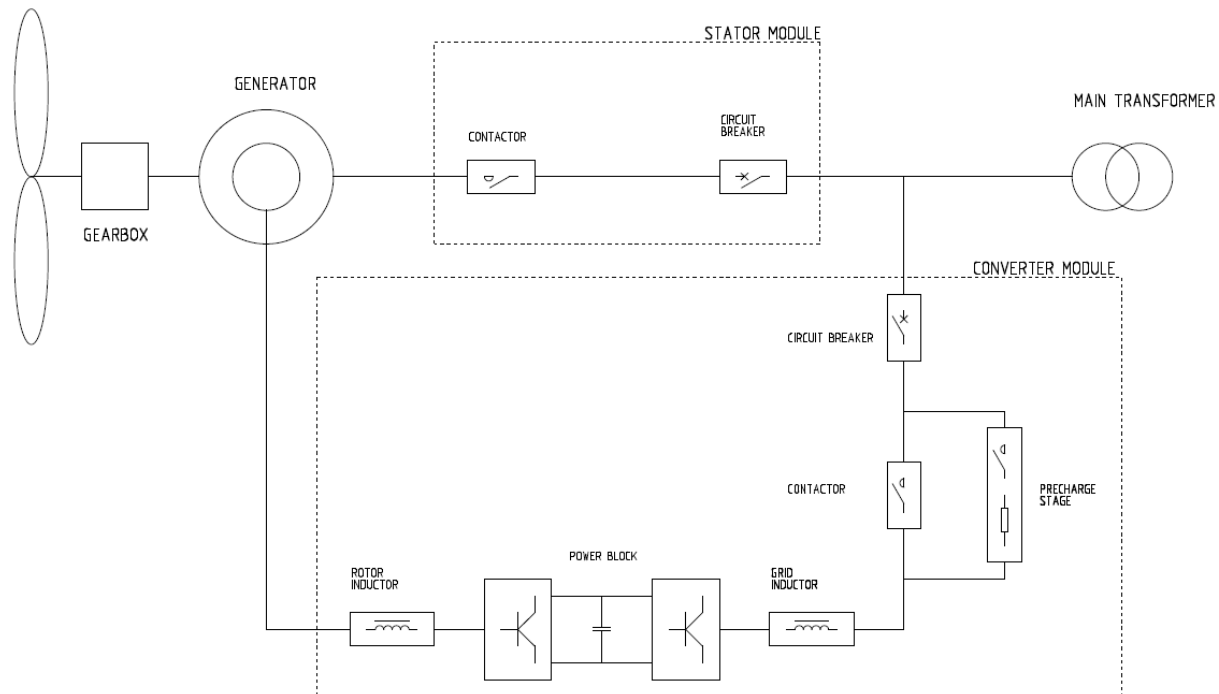 STATOR MODULE
GENERATOR
MAIN TRANSFORMER
CONTACTOR
CIRCUIT
BREAKER
GEARBOX
CONVERTER MODULE
CIRCUIT BREAKER
CONTACTOR
PRECHARGE
STAGE
POWER BLOCK
ROTOR
INDUCTOR
GRID
INDUCTOR